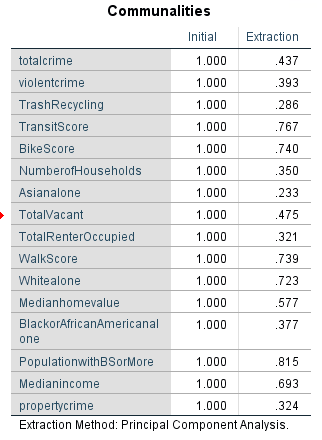 Communalities
Initial Extraction
totalcrime 1.000 .437
violentcrime 1.000 .393
TrashRecycling 1.000 .286
TransitScore 1.000 .767
BikeScore 1.000 .740
NumberofHouseholds 1.000 .350
Asianalone 1.000 .233
TotalVacant 1.000 .475
TotalRenterOccupied 1.000 .321
WalkScore 1.000 .739
Whitealone 1.000 .723
Medianhomevalue 1.000 .577
BlackorAfricanAmericanal 1.000 .377
one
PopulationwithBSorMore 1.000 .815
Medianincome 1.000 .693
propertycrime 1.000 .324
Extraction Method: Principal Component Analysis.